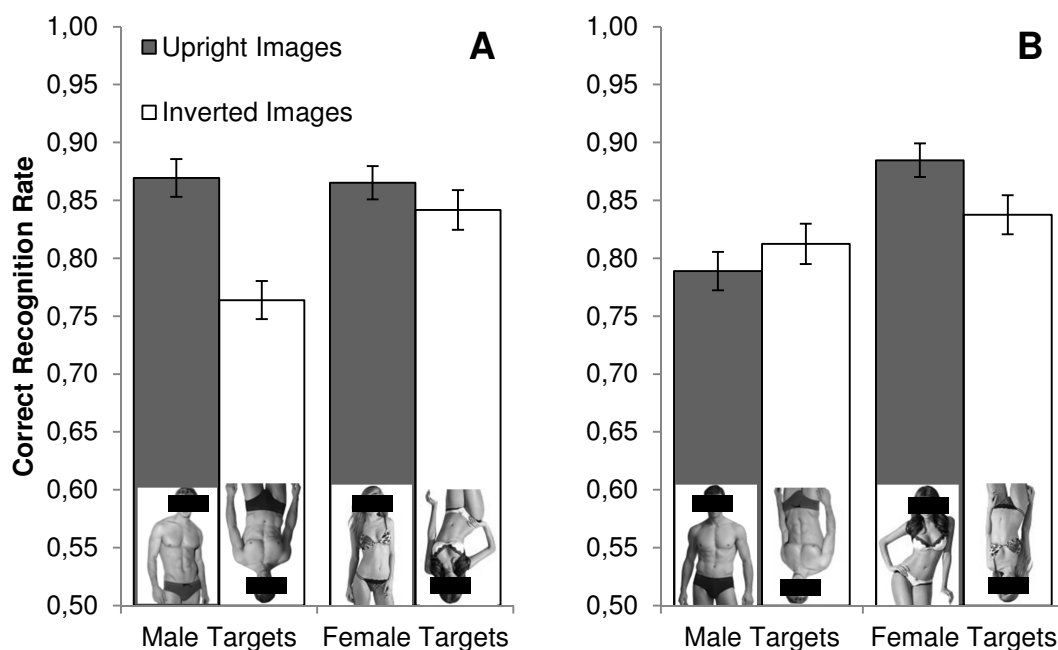 Correct Recognition Rate
1,00
0,95
0,90
0,85
0,80
0,75
0,70
0,65
0,60
0,55
0,50
Upright Images
Inverted Images
A
Male Targets
Female Targets
1,00
0,95
0,90
0,85
0,80
0,75
0,70
0,65
0,60
0,55
0,50
B
Male Targets
Female Targets